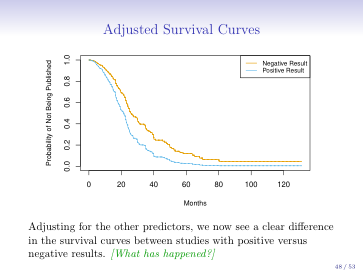 Adjusted Survival Curves
Negative Result
Positive Result
Probability of Not Being Published
1.0
0.8
0.6
0.4
0.2
0.0
0 20 40 60 80 100 120
Months
Adjusting for the other predictors, we now see a clear difference
in the survival curves between studies with positive versus
negative results. [What has happened?]
48 / 53